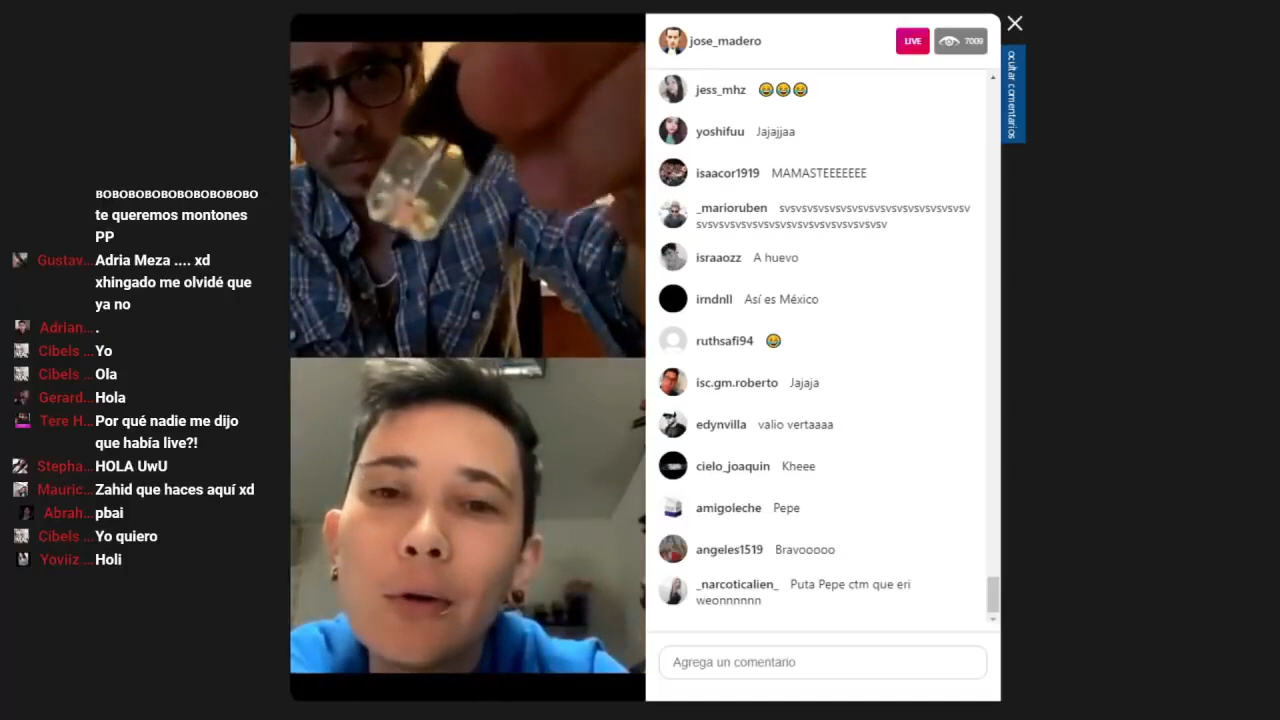 BOBOBOBOBOBOBOBOBOBO
te queremos montones
PP
Gustav... Adria Meza .... xd
xhingado me olvidé que
ya no
Adrian... .
Cibels ... Yo
Cibels ... Ola
Gerard... Hola
Tere H... Por qué nadie me dijo
que había live?!
Stepha... HOLA UwU
Mauric... Zahid que haces aquí xd
Abrah... pbai
Cibels ... Yo quiero
Yoviiz ... Holi
jose_madero LIVE 7009
jess_mhz 😂😂😂
yoshifuu Jajajjaa
isaacor1919 MAMASTEEEEEEE
_marioruben svsvsvsvsvsvsvsvsvsvsvsvsvsvsvsvsvsvsv
svsvsvsvsvsvsvsvsvsvsvsvsvsvsvsvsvsv
israaozz A huevo
irndnll Así es México
ruthsafi94 😂
isc.gm.roberto Jajaja
edynvilla valio vertaaaa
cielo_joaquin Kheee
amigoleche Pepe
angeles1519 Bravooooo
_narcoticalien_ Puta Pepe ctm que eri
weonnnnnn
Agrega un comentario
ocultar comentarios